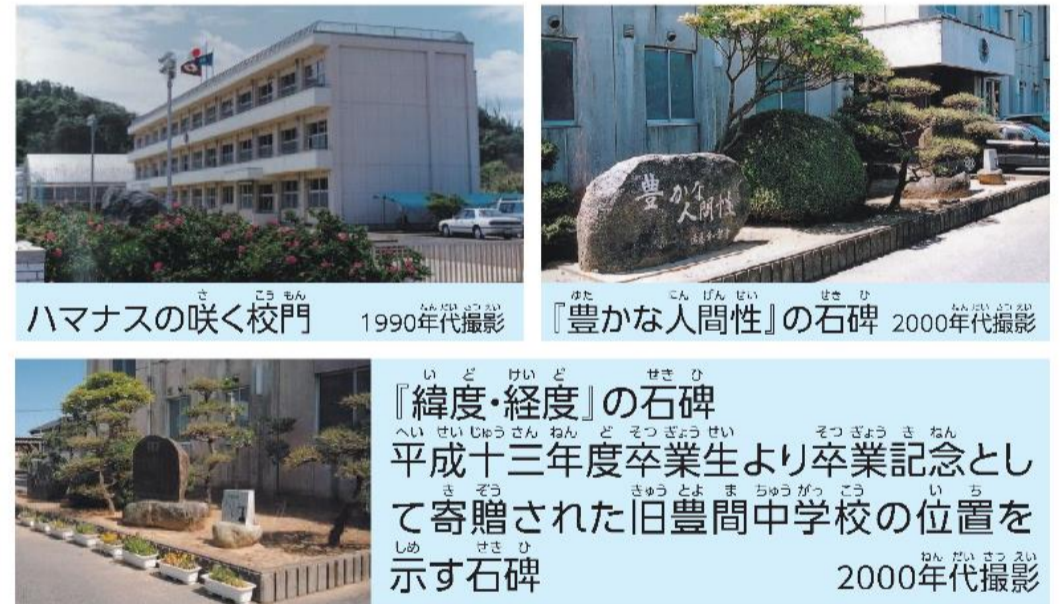 豊かな
人間性
ハマナスの咲く校門 1990年代撮影
『豊かな人間性』の石碑 2000年代撮影
『緯度・経度』の石碑
平成十三年度卒業生より卒業記念とし
て寄贈された旧豊間中学校の位置を
示す石碑 2000年代撮影